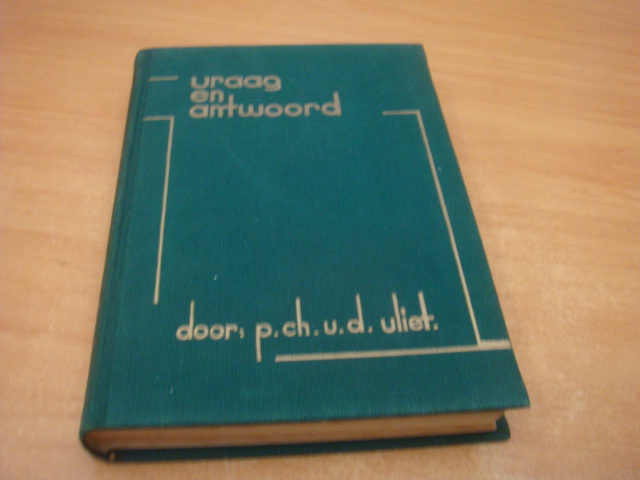 vraag
en
antwoord
door: p.ch.v.d. vliet.